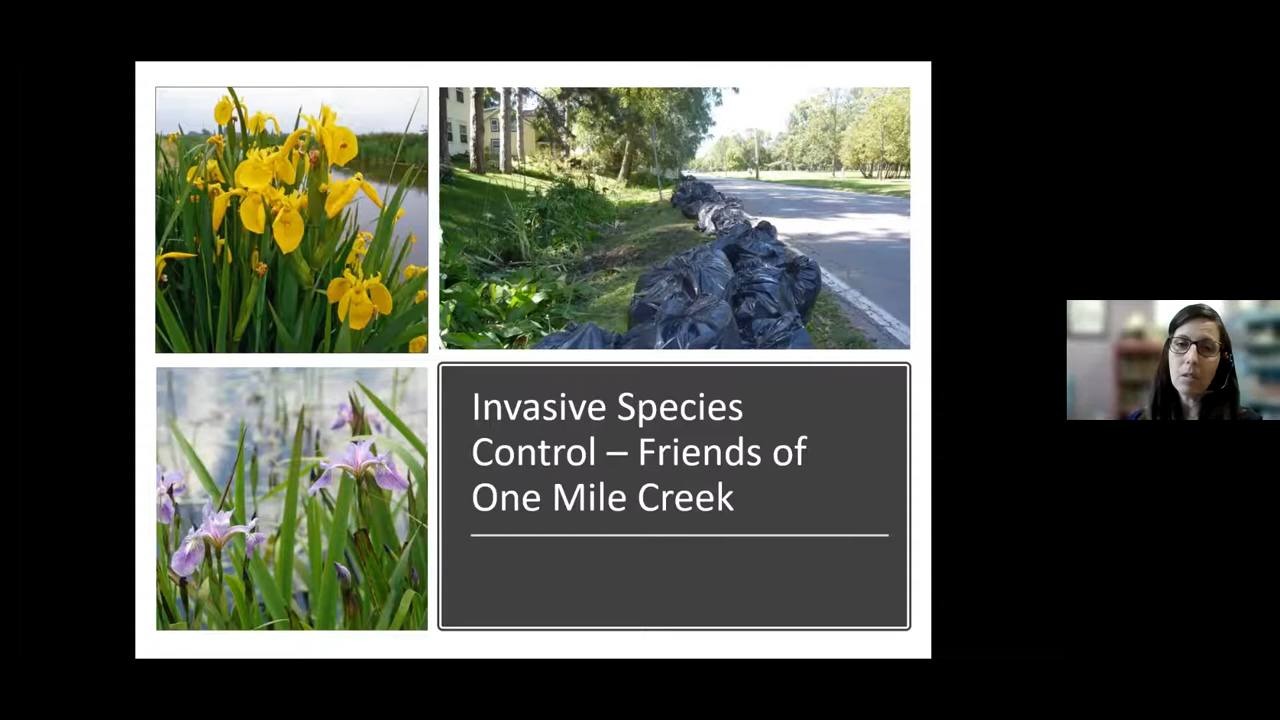 Invasive Species
Control – Friends of
One Mile Creek